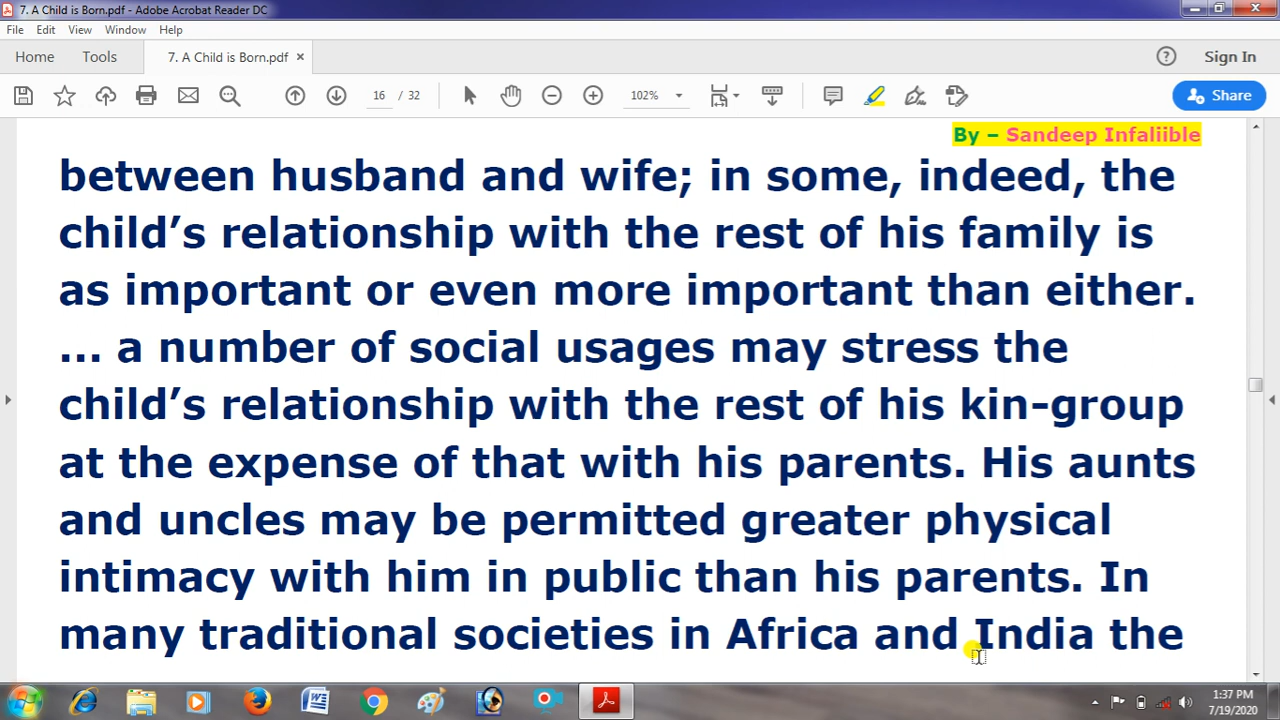 7. A Child is Born.pdf - Adobe Acrobat Reader DC
File Edit View Window Help
Home Tools 7. A Child is Born.pdf × Sign In
16 / 32 102% Share
By – Sandeep Infaliible
between husband and wife; in some, indeed, the
child’s relationship with the rest of his family is
as important or even more important than either.
... a number of social usages may stress the
child’s relationship with the rest of his kin-group
at the expense of that with his parents. His aunts
and uncles may be permitted greater physical
intimacy with him in public than his parents. In
many traditional societies in Africa and India the
1:37 PM
7/19/2020